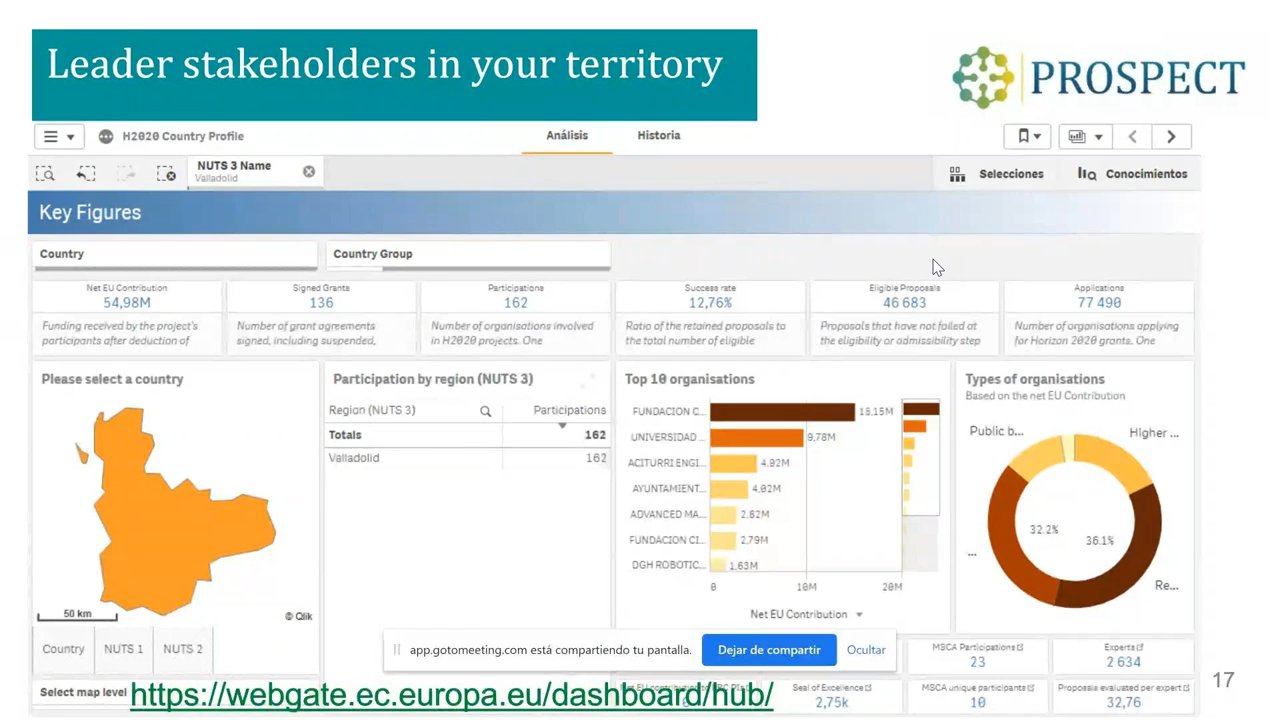 Leader stakeholders in your territory
PROSPECT
H2020 Country Profile
Análisis
Historia
NUTS 3 Name
Valladolid
Selecciones
Conocimientos
Key Figures
Country
Country Group
Net EU Contribution
54,98M
Funding received by the project's
participants after deduction of
Signed Grants
136
Number of grant agreements
signed, including suspended,
Participations
162
Number of organisations involved
in H2020 projects. One
Success rate
12,76%
Ratio of the retained proposals to
the total number of eligible
Eligible Proposals
46 683
Proposals that have not failed at
the eligibility or admissibility step
Applications
77 490
Number of organisations applying
for Horizon 2020 grants. One
Please select a country
50 km
© Qlik
Country
NUTS 1
NUTS 2
Select map level
Participation by region (NUTS 3)
Region (NUTS 3)
Participations
Totals
162
Valladolid
162
Top 10 organisations
FUNDACION C...
UNIVERSIDAD ...
9,78M
ACITURRI ENGI...
4,92M
AYUNTAMIENT...
4,02M
ADVANCED MA...
2,82M
FUNDACION CI...
2,79M
DGH ROBOTIC...
1,63M
0
10M
20M
Net EU Contribution
Types of organisations
Based on the net EU Contribution
Public b...
Higher ...
32.2%
36.1%
...
Re...
app.gotomeeting.com está compartiendo tu pantalla.
Dejar de compartir
Ocultar
MSCA Participations
23
Experts
2 634
Seal of Excellence
2,75k
MSCA unique participants
10
Proposals evaluated per expert
32,76
https://webgate.ec.europa.eu/dashboard/hub/
17